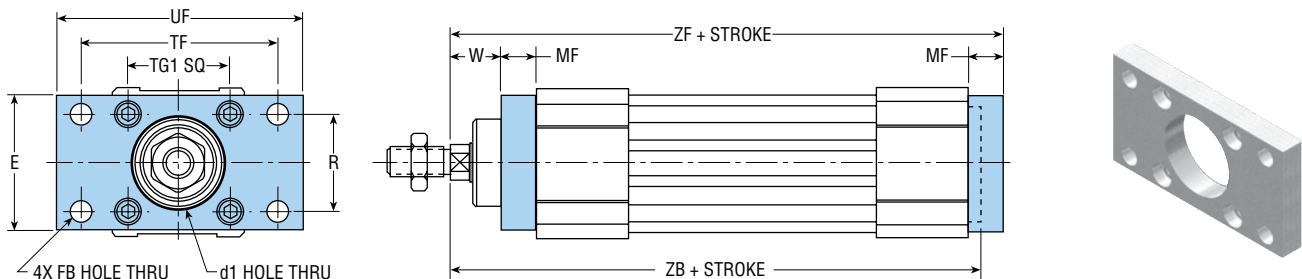 UF
TF
TG1 SQ
E
R
4X FB HOLE THRU
d1 HOLE THRU
ZF + STROKE
W
MF
MF
ZB + STROKE